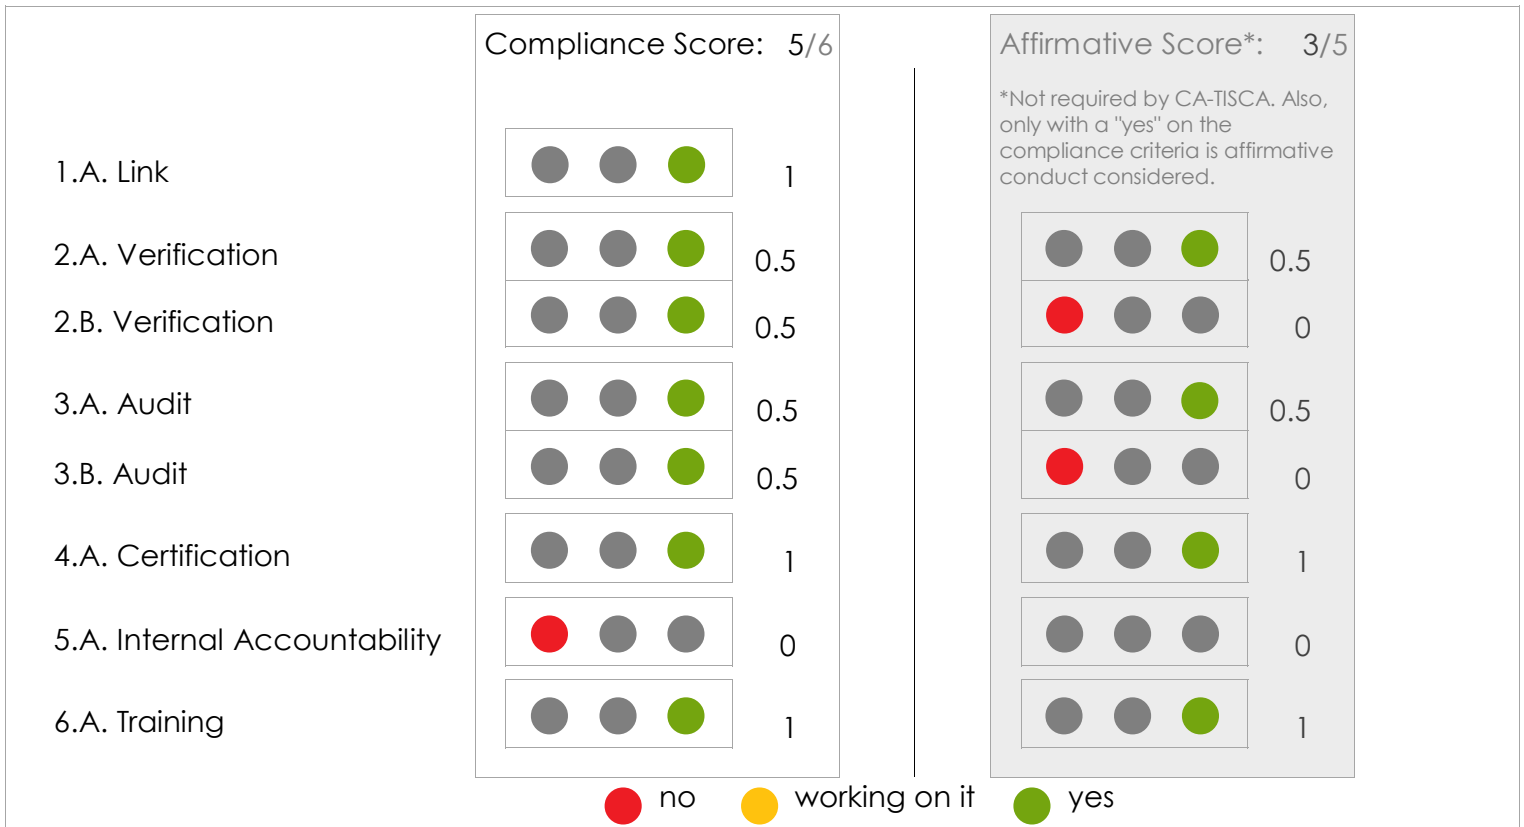 Compliance Score: 5/6
Affirmative Score*: 3/5
*Not required by CA-TISCA. Also,
only with a "yes" on the
compliance criteria is affirmative
conduct considered.
1.A. Link 1
2.A. Verification 0.5 0.5
2.B. Verification 0.5 0
3.A. Audit 0.5 0.5
3.B. Audit 0.5 0
4.A. Certification 1 1
5.A. Internal Accountability 0 0
6.A. Training 1 1
no working on it yes